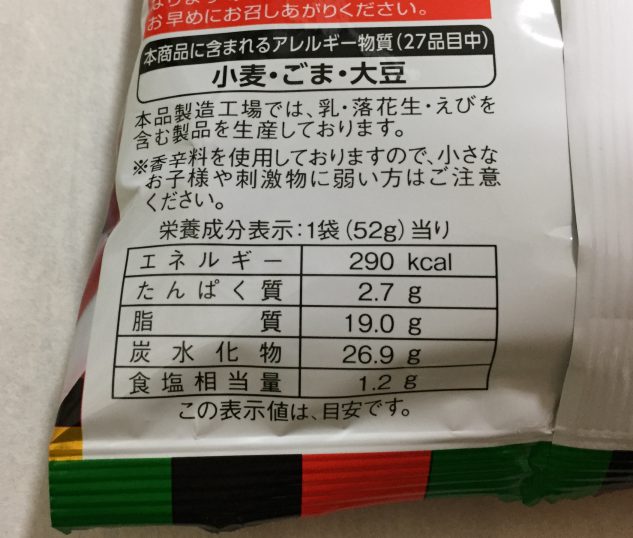 お早めにお召しあがりください。
本商品に含まれるアレルギー物質(27品目中)
小麦・ごま・大豆
本品製造工場では、乳・落花生・えびを
含む製品を生産しております。
※香辛料を使用しておりますので、小さな
お子様や刺激物に弱い方はご注意
ください。
栄養成分表示:1袋(52g)当り
エネルギー 290 kcal
たんぱく質 2.7 g
脂質 19.0 g
炭水化物 26.9 g
食塩相当量 1.2 g
この表示値は、目安です。